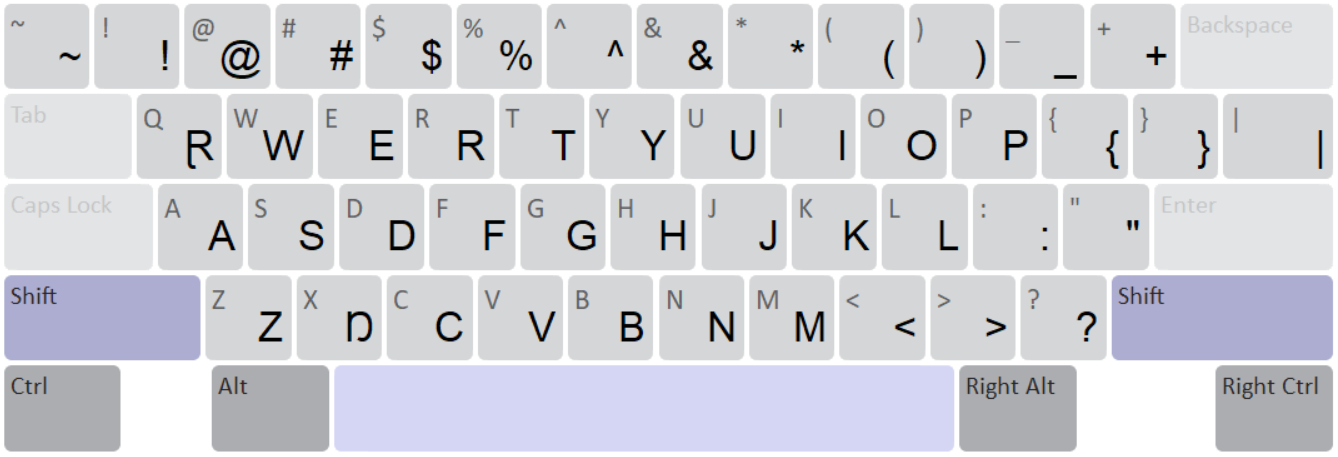 ~ ! @ # $ % ^ & * ( ) _ + Backspace
~ ! @ # $ % ^ & * ( ) _ +
Tab Q W E R T Y U I O P { } |
Ɽ W E R T Y U I O P { } |
Caps Lock A S D F G H J K L : " Enter
A S D F G H J K L : "
Shift Z X C V B N M < > ? Shift
Z Ŋ C V B N M < > ?
Ctrl Alt Right Alt Right Ctrl